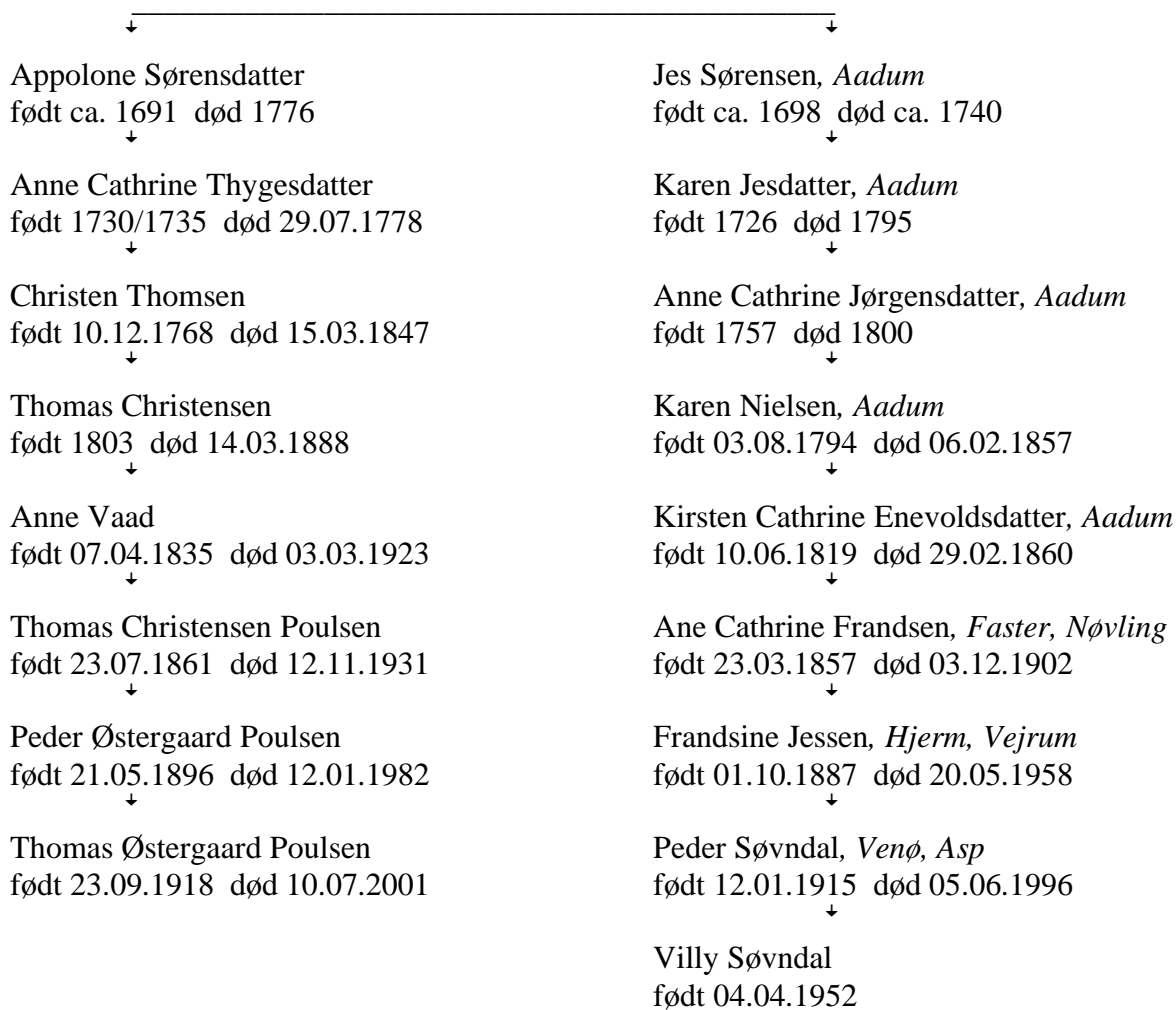 Appolone Sørensdatter
født ca. 1691 død 1776
Anne Cathrine Thygesdatter
født 1730/1735 død 29.07.1778
Christen Thomsen
født 10.12.1768 død 15.03.1847
Thomas Christensen
født 1803 død 14.03.1888
Anne Vaad
født 07.04.1835 død 03.03.1923
Thomas Christensen Poulsen
født 23.07.1861 død 12.11.1931
Peder Østergaard Poulsen
født 21.05.1896 død 12.01.1982
Thomas Østergaard Poulsen
født 23.09.1918 død 10.07.2001
Jes Sørensen, Aadum
født ca. 1698 død ca. 1740
Karen Jesdatter, Aadum
født 1726 død 1795
Anne Cathrine Jørgensdatter, Aadum
født 1757 død 1800
Karen Nielsen, Aadum
født 03.08.1794 død 06.02.1857
Kirsten Cathrine Enevoldsdatter, Aadum
født 10.06.1819 død 29.02.1860
Ane Cathrine Frandsen, Faster, Nøvling
født 23.03.1857 død 03.12.1902
Frandsine Jessen, Hjerm, Vejrum
født 01.10.1887 død 20.05.1958
Peder Søvndal, Venø, Asp
født 12.01.1915 død 05.06.1996
Villy Søvndal
født 04.04.1952